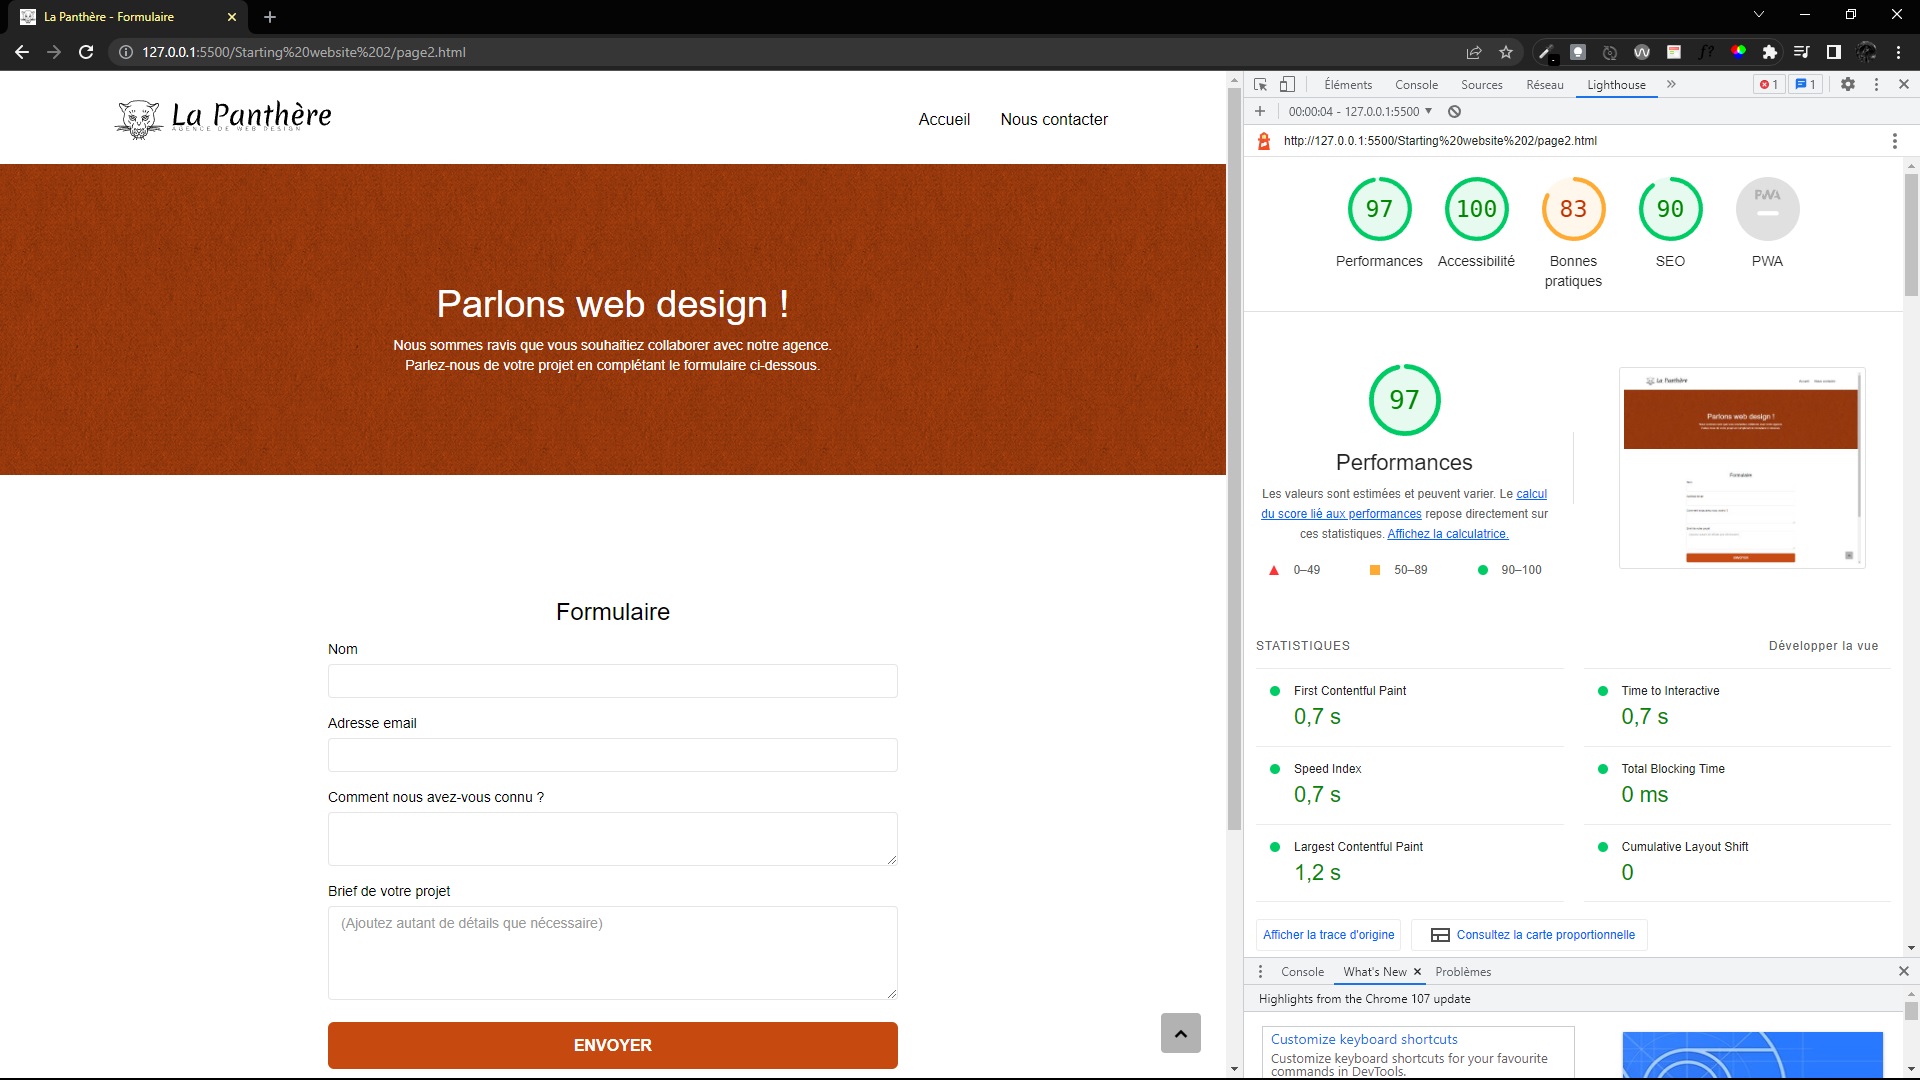 La Panthère - Formulaire
127.0.0.1:5500/Starting%20website%202/page2.html
La Panthère
AGENCE DE WEB DESIGN
Accueil
Nous contacter
Parlons web design !
Nous sommes ravis que vous souhaitiez collaborer avec notre agence.
Parlez-nous de votre projet en complétant le formulaire ci-dessous.
Formulaire
Nom
Adresse email
Comment nous avez-vous connu ?
Brief de votre projet
(Ajoutez autant de détails que nécessaire)
ENVOYER
Éléments
Console
Sources
Réseau
Lighthouse
1
1
00:00:04 - 127.0.0.1:5500
http://127.0.0.1:5500/Starting%20website%202/page2.html
97
100
83
90
PWA
Performances
Accessibilité
Bonnes
pratiques
SEO
PWA
97
Performances
Les valeurs sont estimées et peuvent varier. Le calcul
du score lié aux performances repose directement sur
ces statistiques. Affichez la calculatrice.
0–49
50–89
90–100
La Panthère
Parlons web design !
Formulaire
STATISTIQUES
Développer la vue
First Contentful Paint
0,7 s
Time to Interactive
0,7 s
Speed Index
0,7 s
Total Blocking Time
0 ms
Largest Contentful Paint
1,2 s
Cumulative Layout Shift
0
Afficher la trace d'origine
Consultez la carte proportionnelle
Console
What's New
Problèmes
Highlights from the Chrome 107 update
Customize keyboard shortcuts
Customize keyboard shortcuts for your favourite
commands in DevTools.